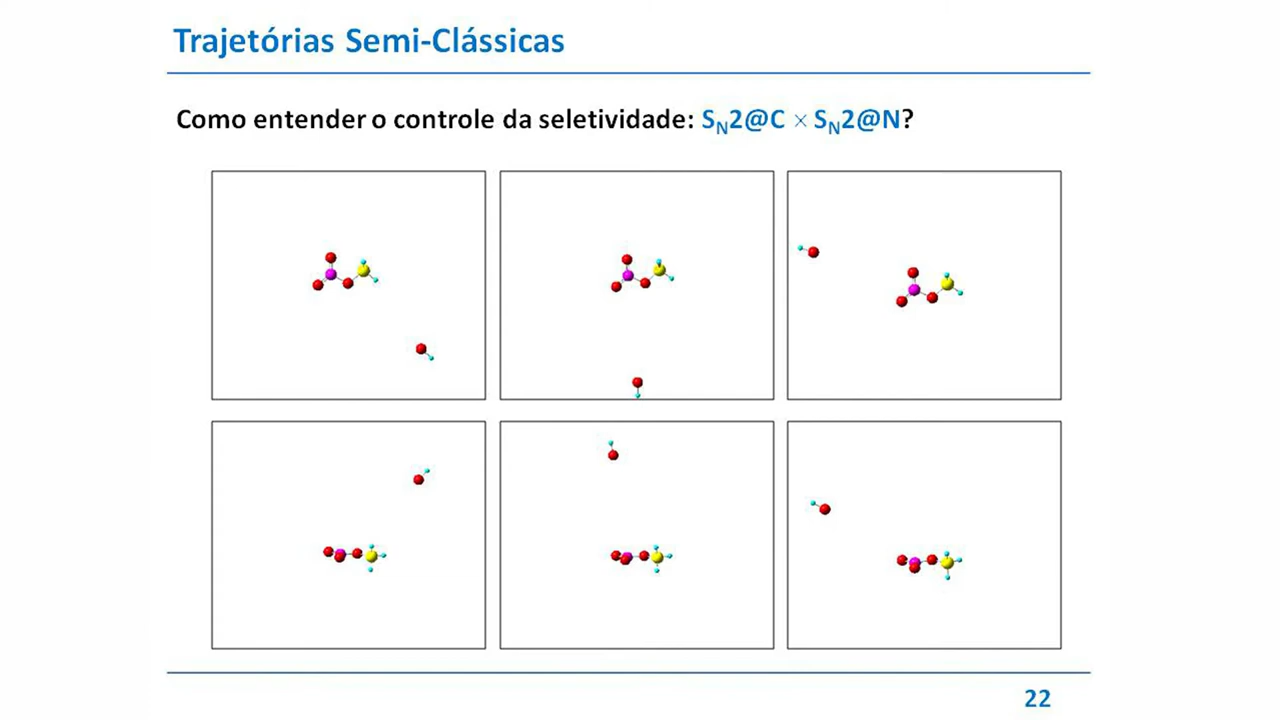 Trajetórias Semi-Clássicas
Como entender o controle da seletividade: SN2@C × SN2@N?
22